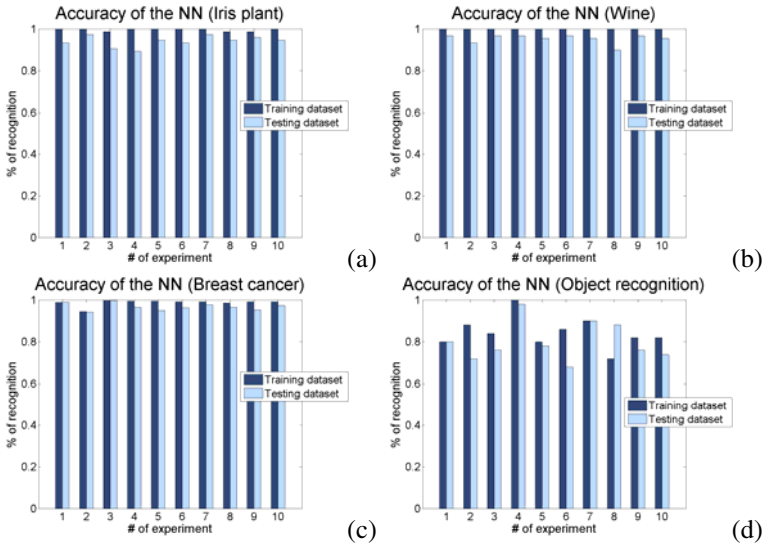 Accuracy of the NN (Iris plant)
1
0.8
0.6
0.4
0.2
0
% of recognition
Training dataset
Testing dataset
1 2 3 4 5 6 7 8 9 10
# of experiment
(a)
Accuracy of the NN (Wine)
1
0.8
0.6
0.4
0.2
0
% of recognition
Training dataset
Testing dataset
1 2 3 4 5 6 7 8 9 10
# of experiment
(b)
Accuracy of the NN (Breast cancer)
1
0.8
0.6
0.4
0.2
0
% of recognition
Training dataset
Testing dataset
1 2 3 4 5 6 7 8 9 10
# of experiment
(c)
Accuracy of the NN (Object recognition)
1
0.8
0.6
0.4
0.2
0
% of recognition
Training dataset
Testing dataset
1 2 3 4 5 6 7 8 9 10
# of experiment
(d)